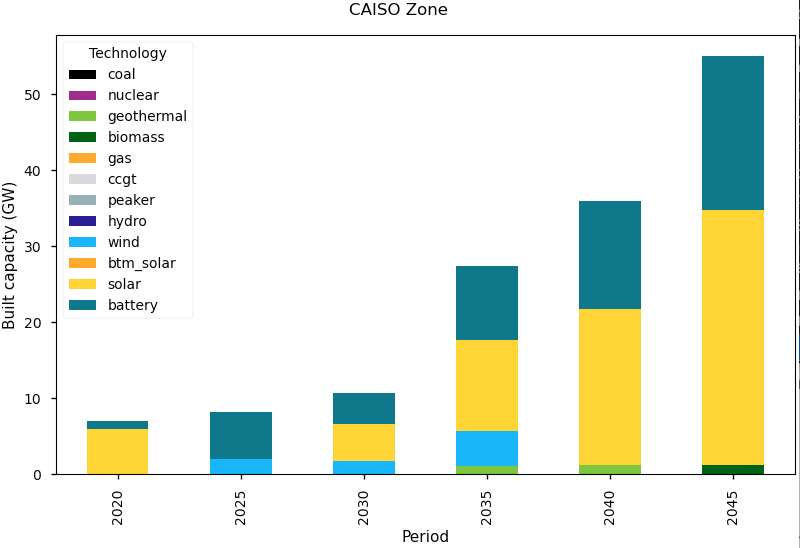 CAISO Zone
Technology
coal
nuclear
geothermal
biomass
gas
ccgt
peaker
hydro
wind
btm_solar
solar
battery
Built capacity (GW)
50
40
30
20
10
0
2020
2025
2030
2035
2040
2045
Period